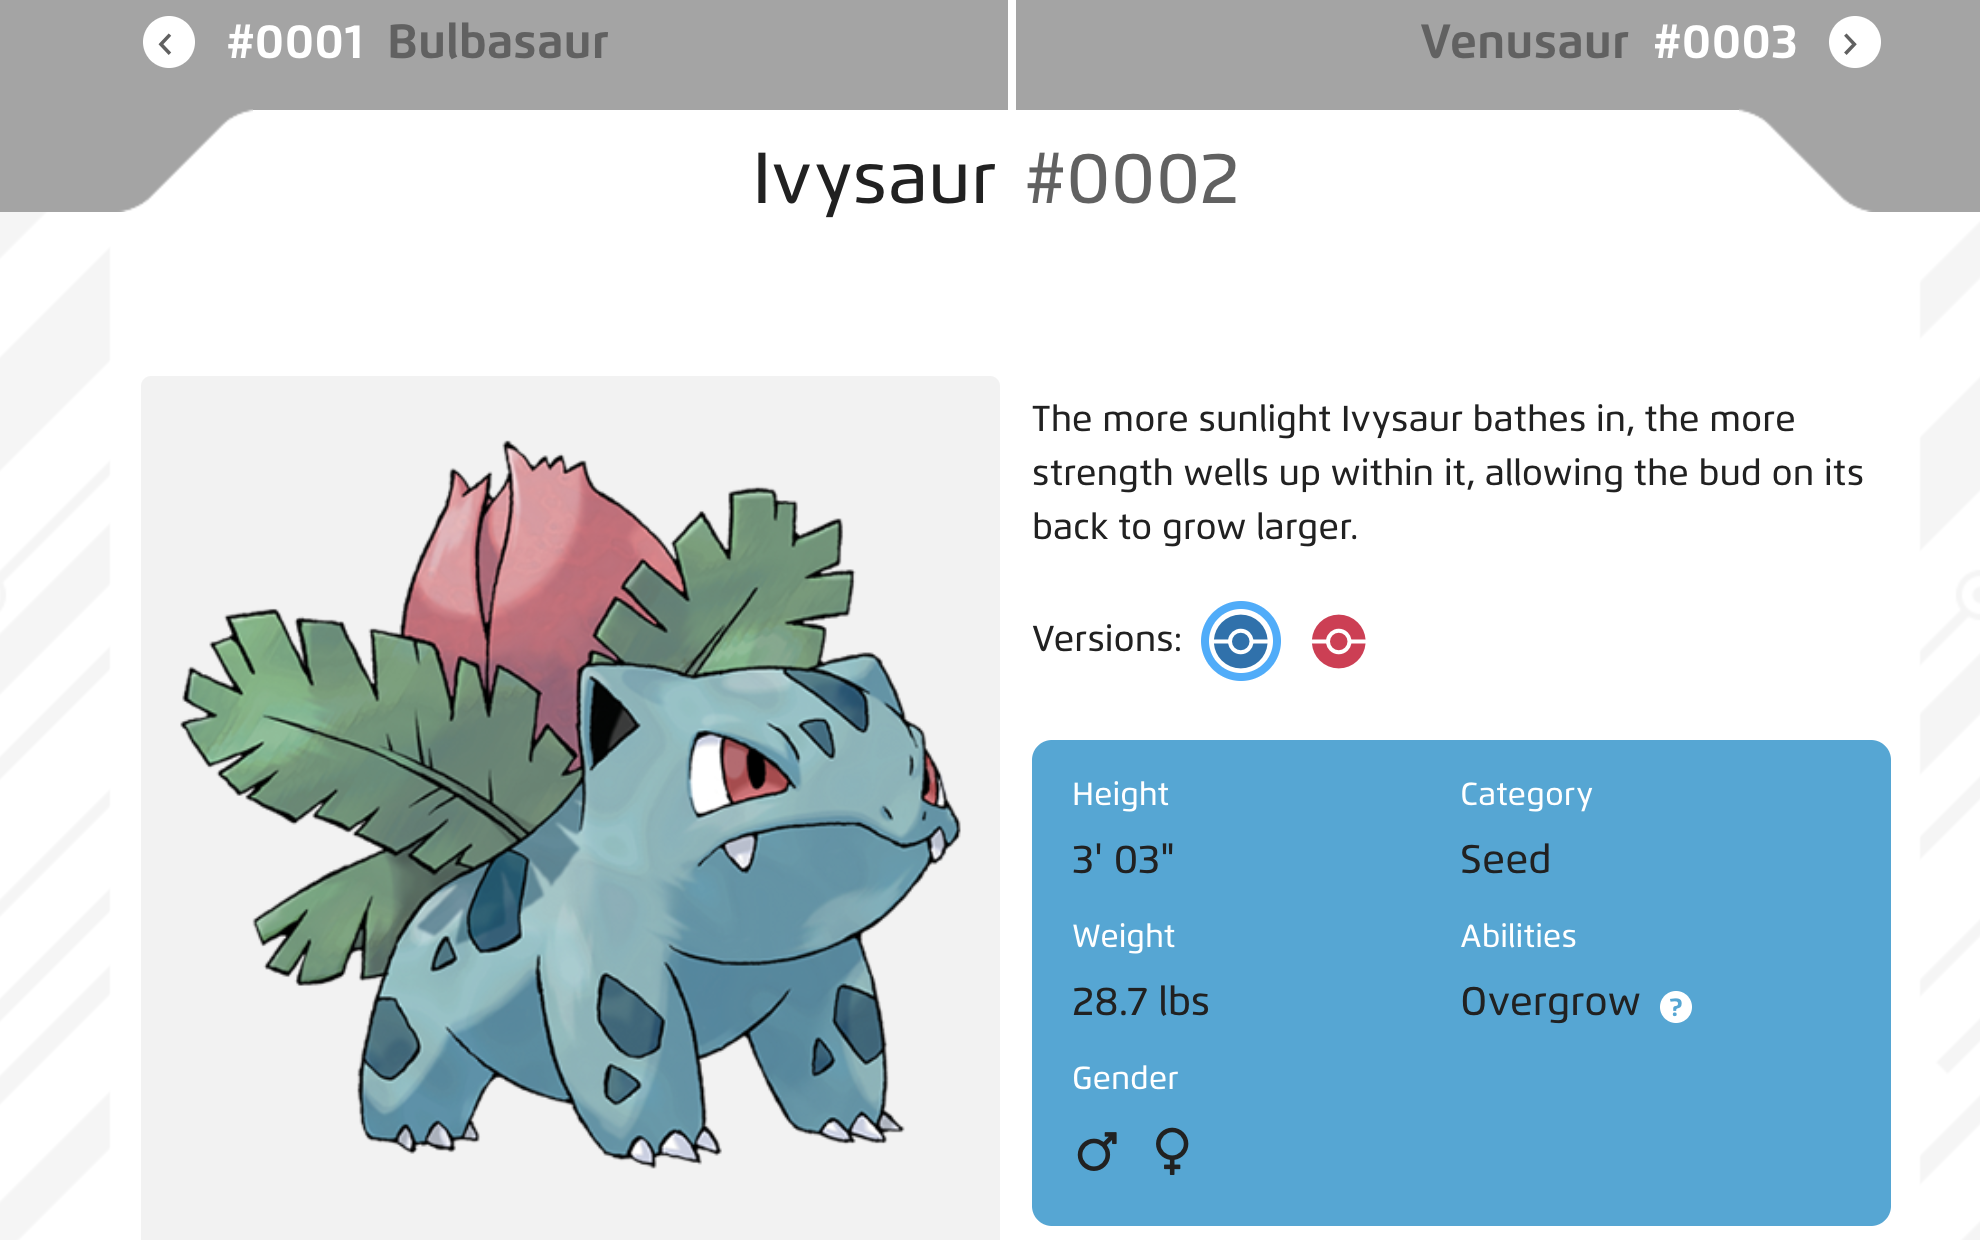 #0001 Bulbasaur
Venusaur #0003
Ivysaur #0002
The more sunlight Ivysaur bathes in, the more
strength wells up within it, allowing the bud on its
back to grow larger.
Versions:
Height
3' 03"
Weight
28.7 lbs
Gender
Category
Seed
Abilities
Overgrow ?